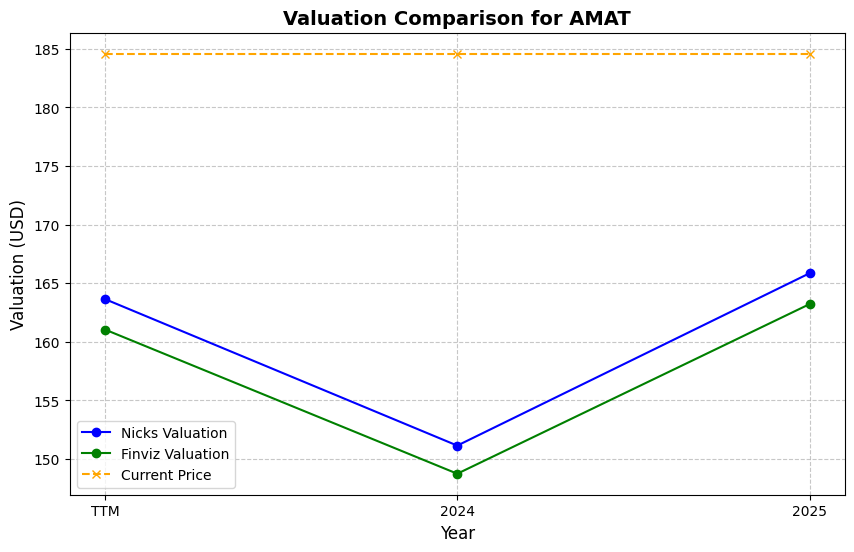 Valuation Comparison for AMAT
Valuation (USD)
185
180
175
170
165
160
155
150
Nicks Valuation
Finviz Valuation
Current Price
TTM
2024
2025
Year